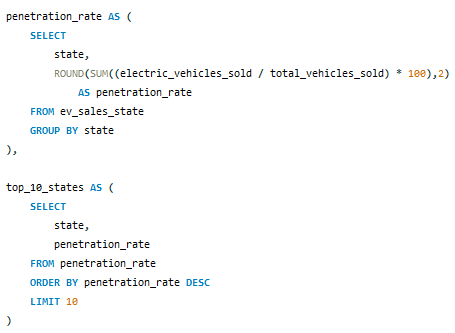 penetration_rate AS (
    SELECT
        state,
        ROUND(SUM((electric_vehicles_sold / total_vehicles_sold) * 100),2)
            AS penetration_rate
    FROM ev_sales_state
    GROUP BY state
),

top_10_states AS (
    SELECT
        state,
        penetration_rate
    FROM penetration_rate
    ORDER BY penetration_rate DESC
    LIMIT 10
)